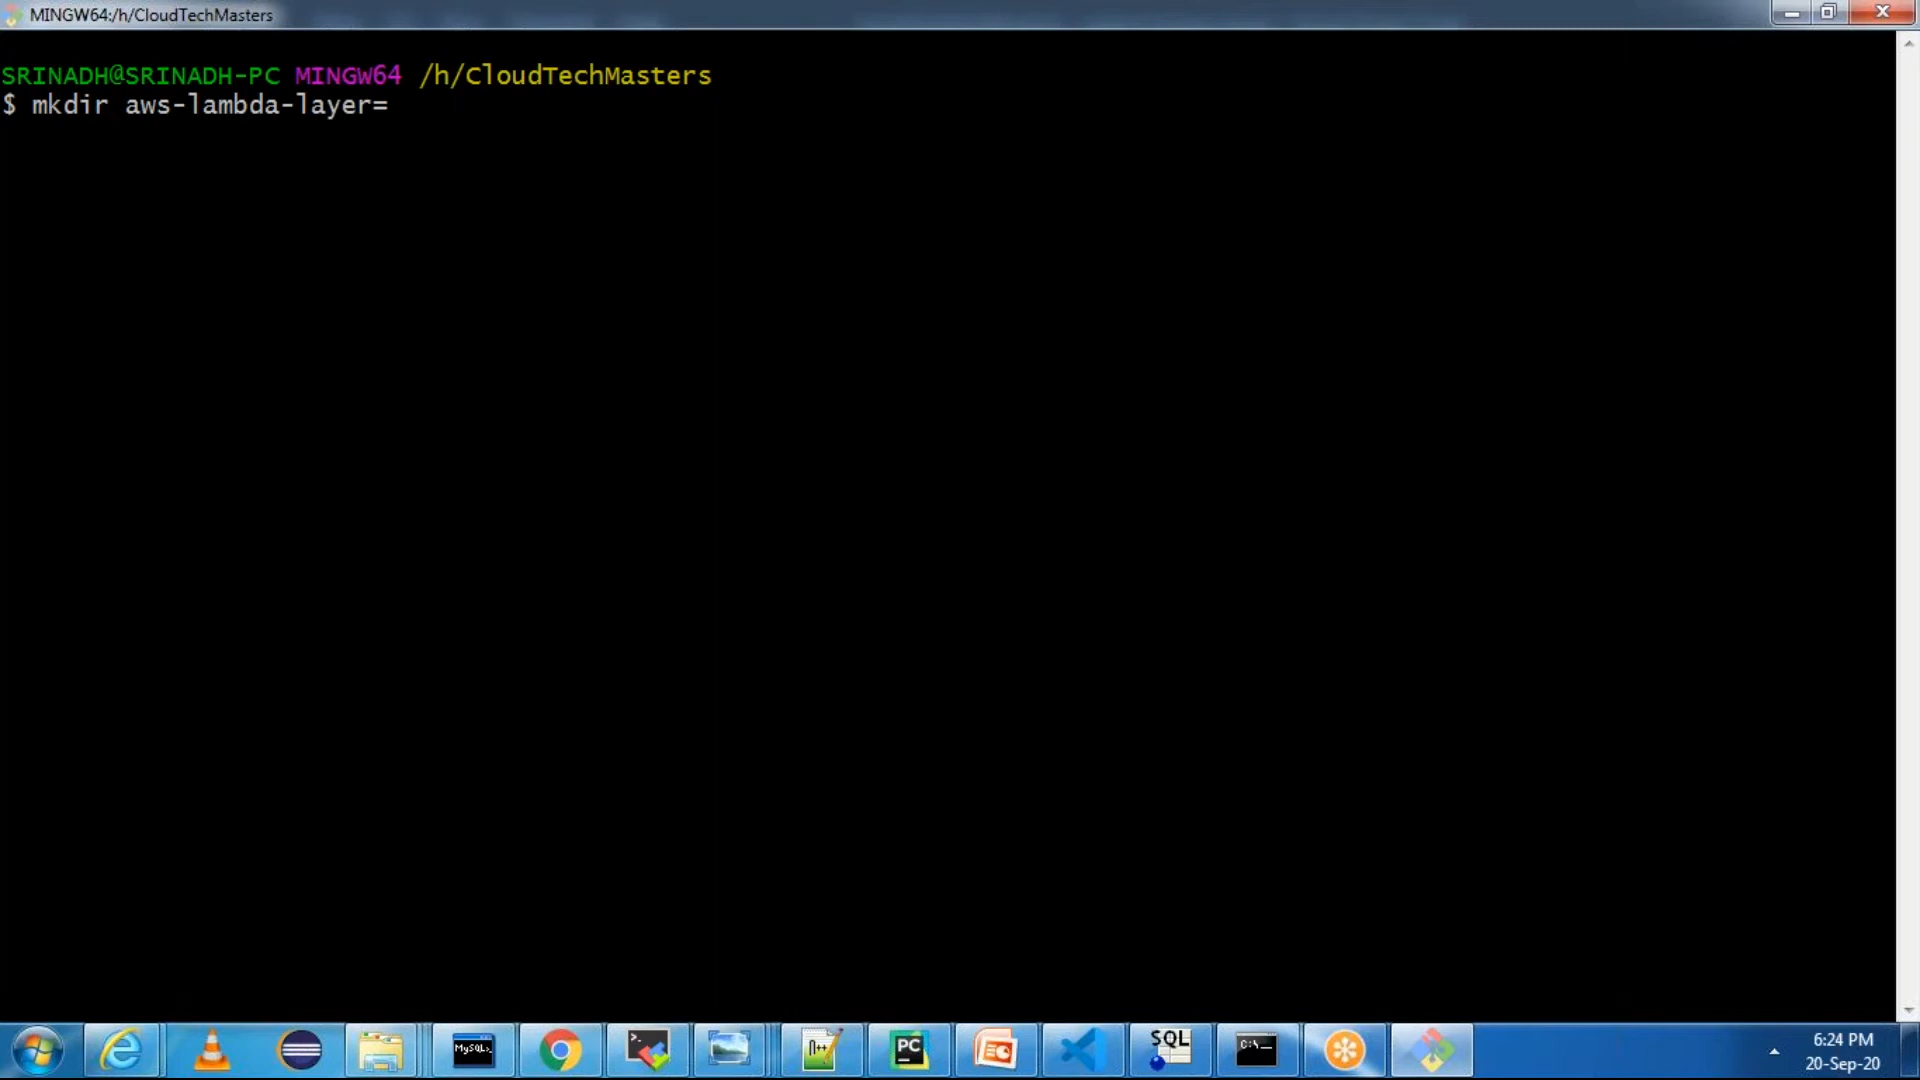 MINGW64:/h/CloudTechMasters
SRINADH@SRINADH-PC MINGW64 /h/CloudTechMasters
$ mkdir aws-lambda-layer=
MySQL>_
PC
SQL
C:\_
6:24 PM
20-Sep-20